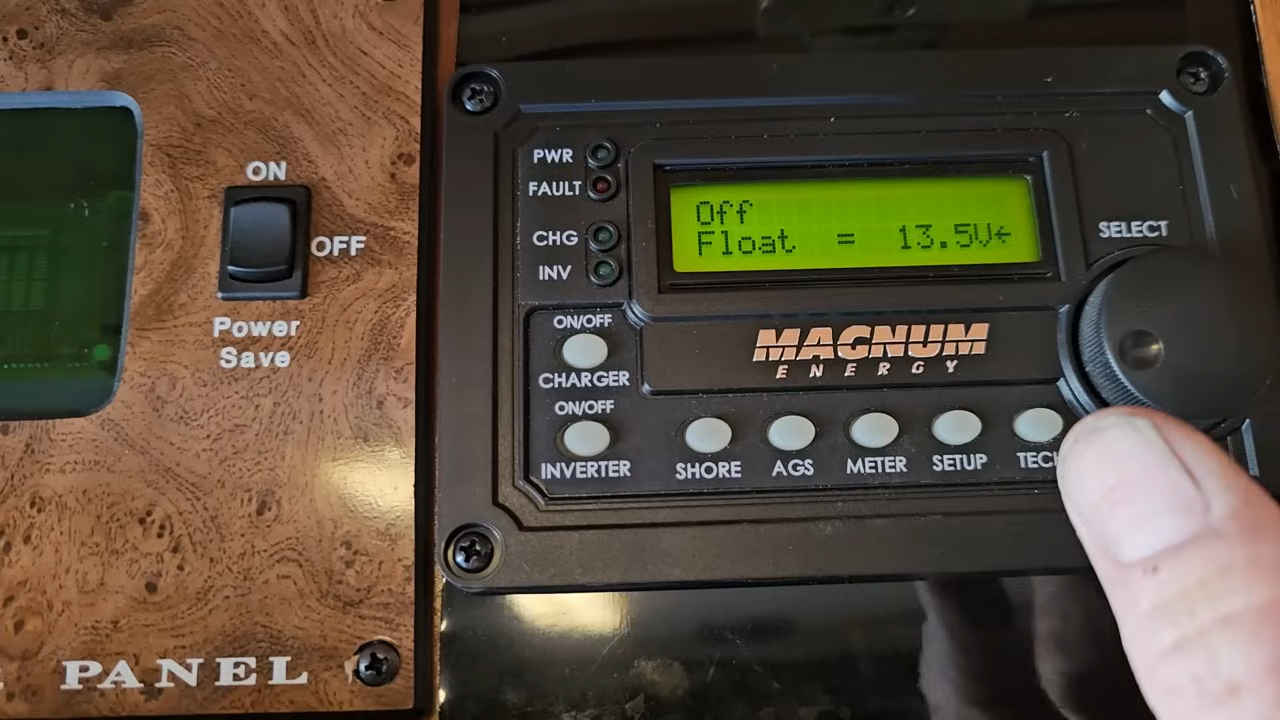 ON
OFF
Power
Save
PANEL
PWR
FAULT
CHG
INV
Off
Float = 13.5V←
SELECT
MAGNUM
ENERGY
ON/OFF
CHARGER
ON/OFF
INVERTER
SHORE
AGS
METER
SETUP